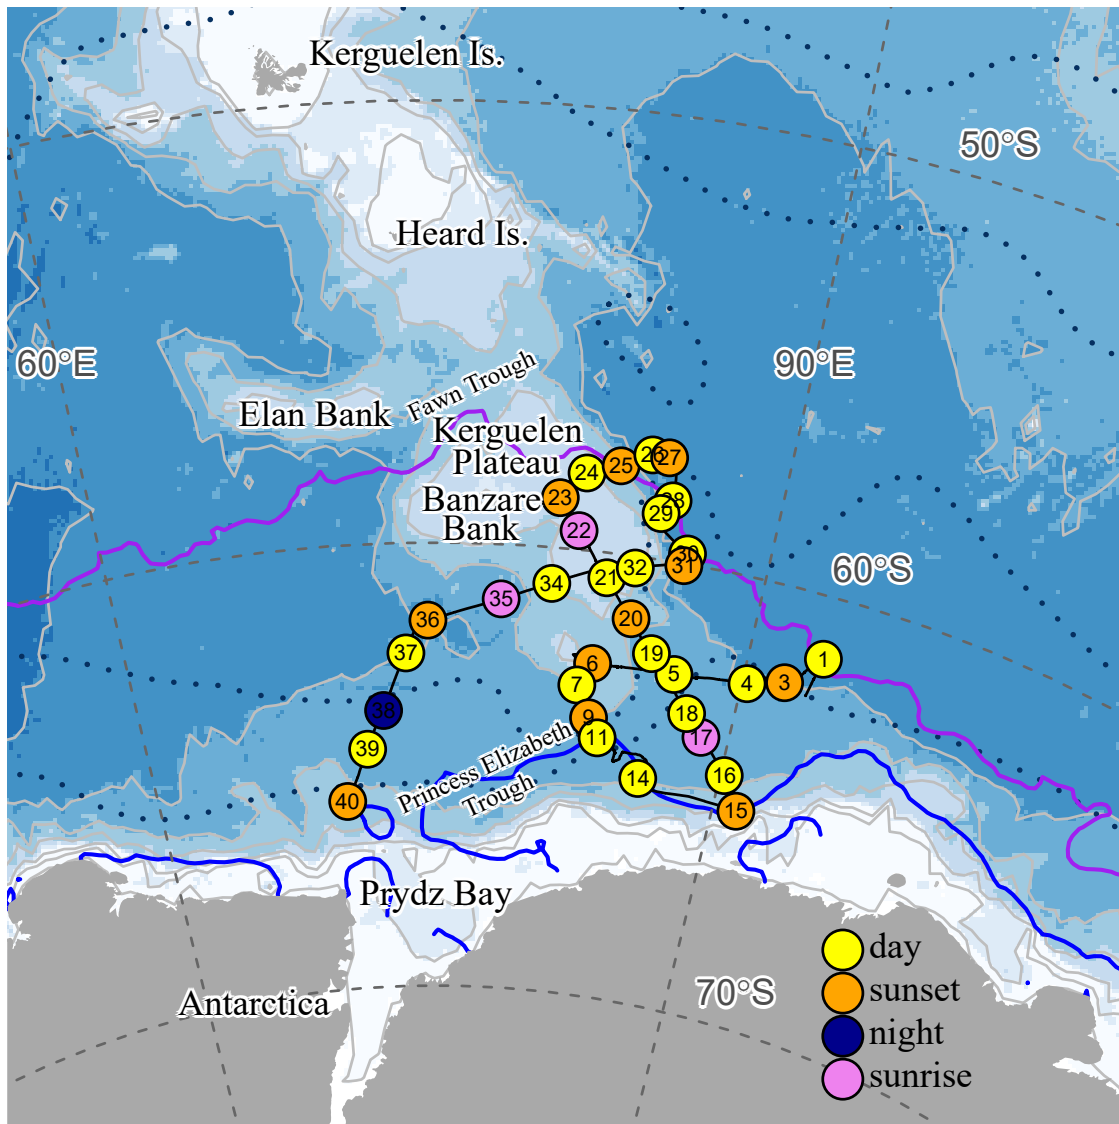 Kerguelen Is.
50°S
Heard Is.
60°E
90°E
Fawn Trough
Elan Bank
Kerguelen
Plateau
26
27
25
24
Banzare
23
28
29
Bank
22
30
31
60°S
32
21
34
35
20
36
37
19
1
6
5
7
4
3
38
9
18
11
17
39
Princess Elizabeth
Trough
14
16
40
15
Prydz Bay
day
70°S
sunset
Antarctica
night
sunrise